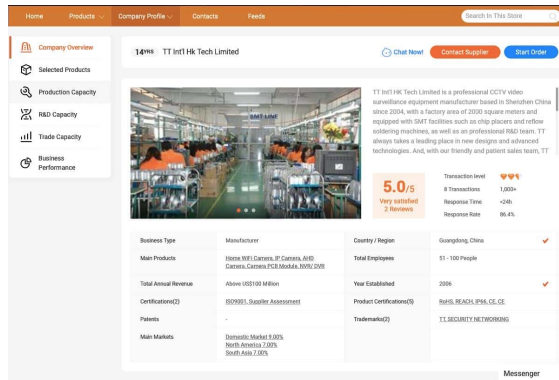 Home Products Company Profile Contacts Feeds Search In This Store
Company Overview
Selected Products
Production Capacity
R&D Capacity
Trade Capacity
Business
Performance
14YRS TT Int'l Hk Tech Limited Chat Now! Contact Supplier Start Order
SMT LINE
TT Int'l HK Tech Limited is a professional CCTV video
surveillance equipment manufacturer based in Shenzhen China
since 2004, with a factory area of 2000 square meters and
equipped with SMT facilities such as chip placers and reflow
soldering machines, as well as an professional R&D team. TT
always takes a leading place in new designs and advanced
technologies. And, with our friendly and patient sales team, TT
5.0/5
Very satisfied
2 Reviews
Transaction level
8 Transactions 1,000+
Response Time <24h
Response Rate 86.4%
Business Type Manufacturer Country / Region Guangdong, China
Main Products Home WiFi Camera, IP Camera, AHD Total Employees 51 - 100 People
Camera, Camera PCB Module, NVR/ DVR
Total Annual Revenue Above US$100 Million Year Established 2006
Certifications(2) ISO9001, Supplier Assessment Product Certifications(5) RoHS, REACH, IP66, CE, CE
Patents - Trademarks(2) TT, SECURITY NETWORKING
Main Markets Domestic Market 9.00%
North America 7.00%
South Asia 7.00%
Messenger